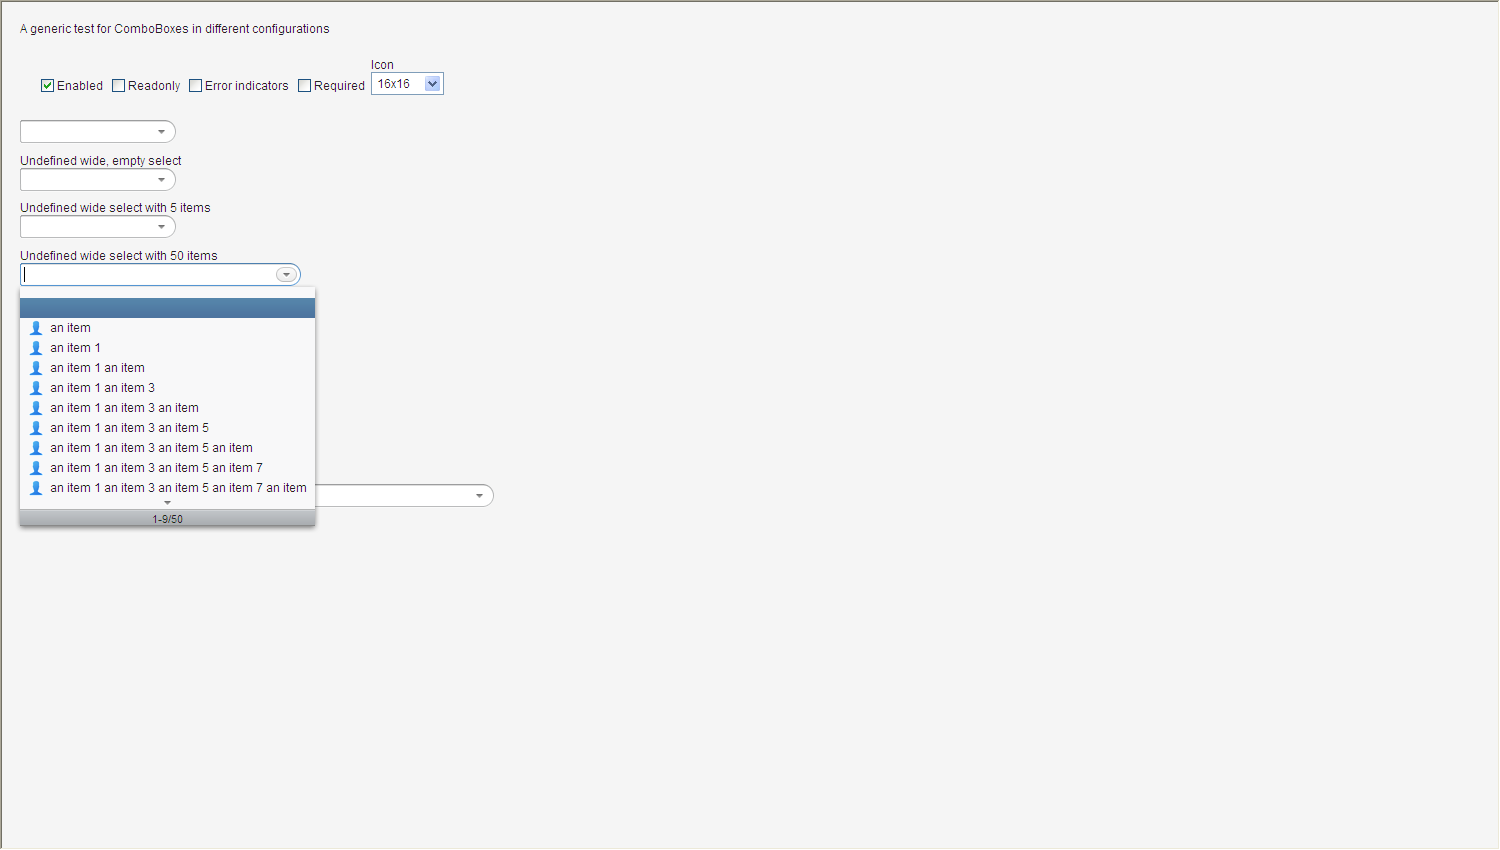 A generic test for ComboBoxes in different configurations
Icon
Enabled Readonly Error indicators Required 16x16
Undefined wide, empty select
Undefined wide select with 5 items
Undefined wide select with 50 items
an item
an item 1
an item 1 an item
an item 1 an item 3
an item 1 an item 3 an item
an item 1 an item 3 an item 5
an item 1 an item 3 an item 5 an item
an item 1 an item 3 an item 5 an item 7
an item 1 an item 3 an item 5 an item 7 an item
1-9/50